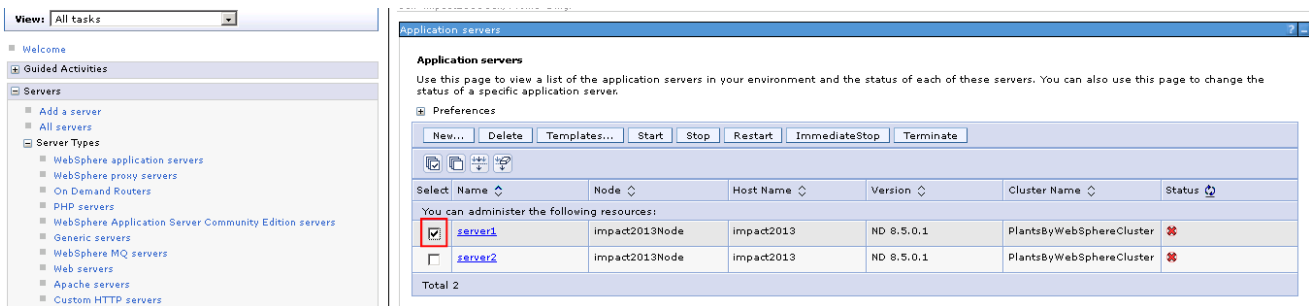 View: All tasks
Welcome
Guided Activities
Servers
Add a server
All servers
Server Types
WebSphere application servers
WebSphere proxy servers
On Demand Routers
PHP servers
WebSphere Application Server Community Edition servers
Generic servers
WebSphere MQ servers
Web servers
Apache servers
Custom HTTP servers
Application servers ? -
Application servers
Use this page to view a list of the application servers in your environment and the status of each of these servers. You can also use this page to change the
status of a specific application server.
Preferences
New... Delete Templates... Start Stop Restart ImmediateStop Terminate
Select Name Node Host Name Version Cluster Name Status
You can administer the following resources:
server1 impact2013Node impact2013 ND 8.5.0.1 PlantsByWebSphereCluster
server2 impact2013Node impact2013 ND 8.5.0.1 PlantsByWebSphereCluster
Total 2